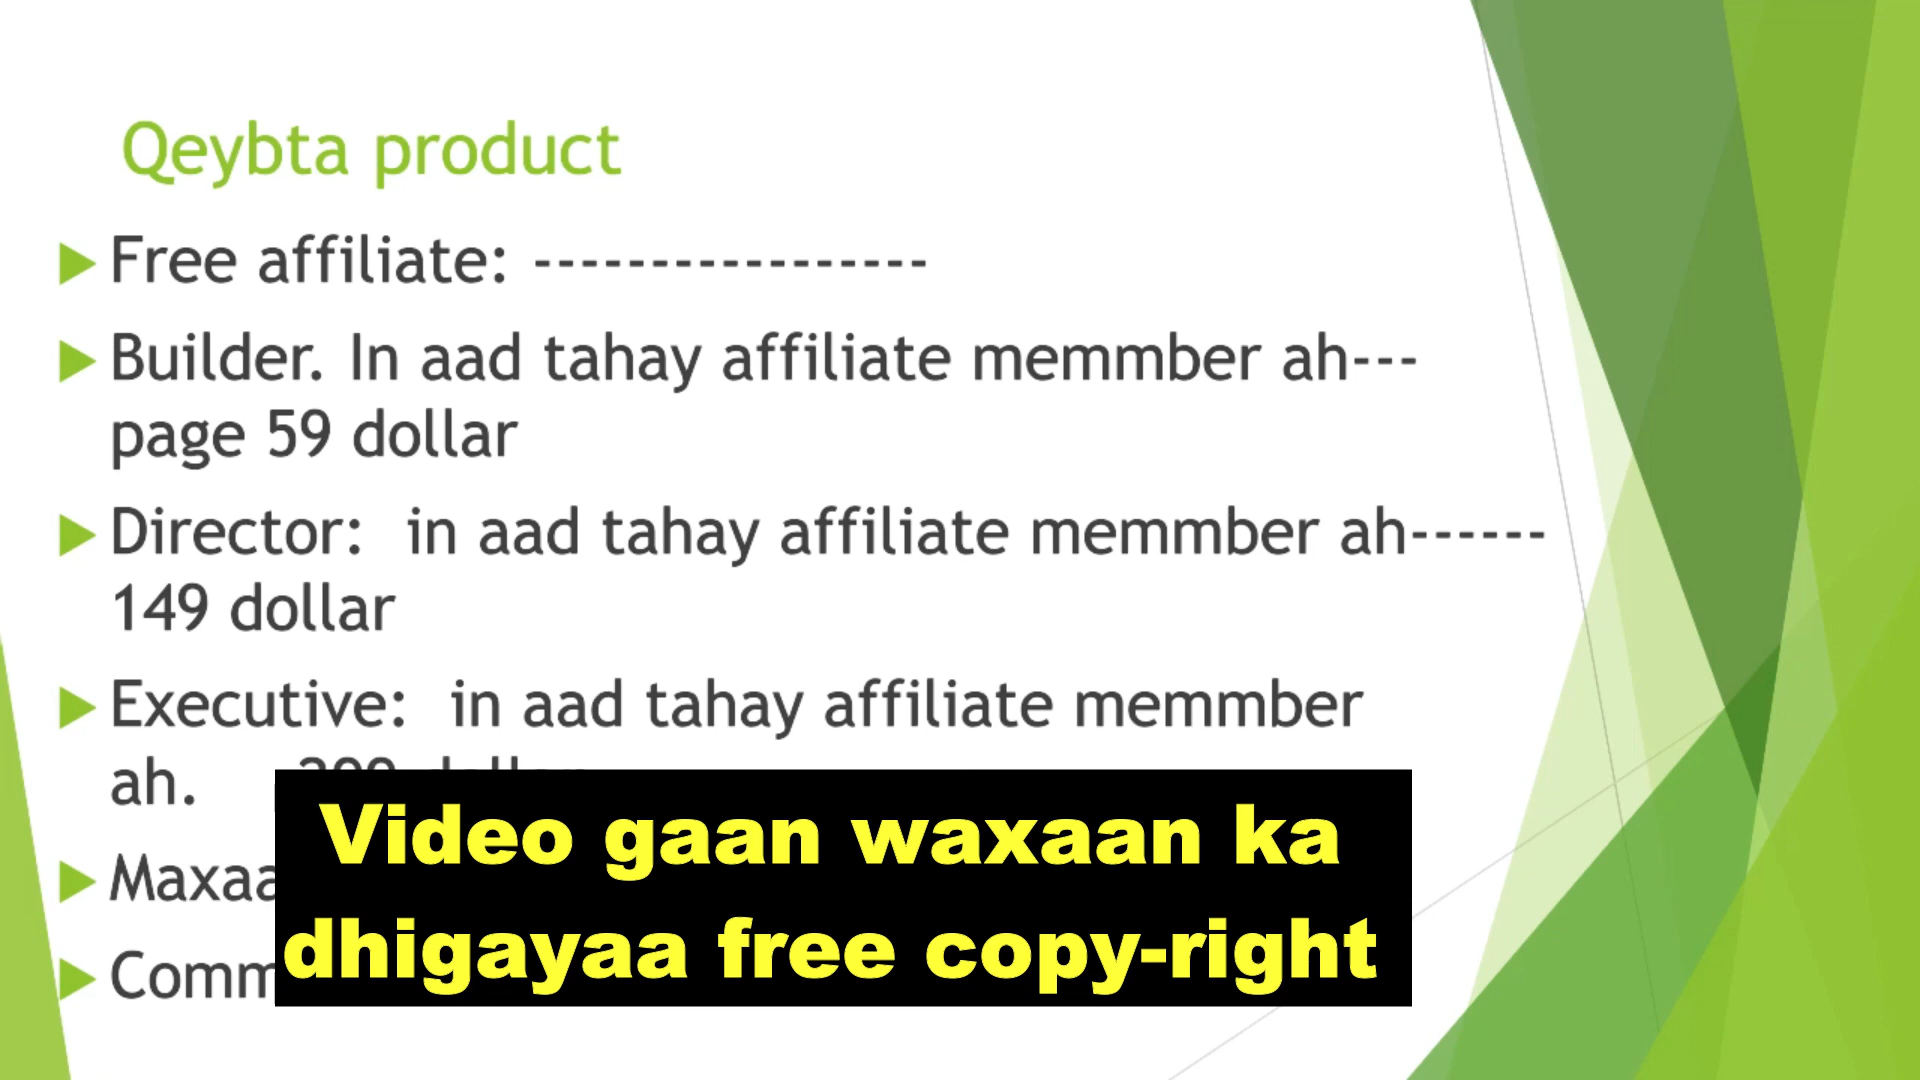 Qeybta product
Free affiliate: -----------------
Builder. In aad tahay affiliate memmber ah---
page 59 dollar
Director: in aad tahay affiliate memmber ah------
149 dollar
Executive: in aad tahay affiliate memmber
ah.
Video gaan waxaan ka
dhigayaa free copy-right